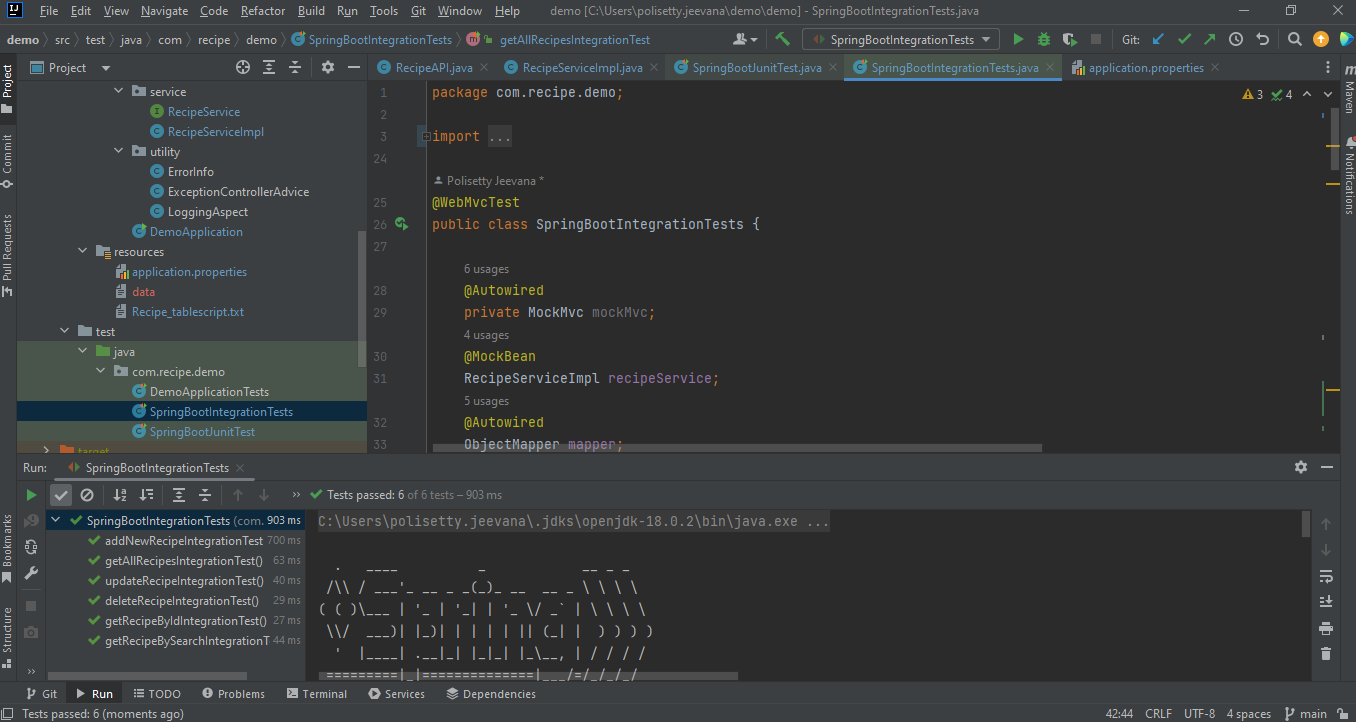 File Edit View Navigate Code Refactor Build Run Tools Git Window Help demo [C:\Users\polisetty.jeevana\demo\demo] - SpringBootIntegrationTests.java
demo src test java com recipe demo SpringBootIntegrationTests getAllRecipesIntegrationTest SpringBootIntegrationTests Git:
Project
Commit
Pull Requests
Bookmarks
Structure
Project
service
RecipeService
RecipeServiceImpl
utility
ErrorInfo
ExceptionControllerAdvice
LoggingAspect
DemoApplication
resources
application.properties
data
Recipe_tablescript.txt
test
java
com.recipe.demo
DemoApplicationTests
SpringBootIntegrationTests
SpringBootJunitTest
target
RecipeAPI.java RecipeServiceImpl.java SpringBootJunitTest.java SpringBootIntegrationTests.java application.properties
3 4
1 package com.recipe.demo;
2
3 import ...
24
Polisetty Jeevana *
25 @WebMvcTest
26 public class SpringBootIntegrationTests {
27
6 usages
28 @Autowired
29 private MockMvc mockMvc;
4 usages
30 @MockBean
31 RecipeServiceImpl recipeService;
5 usages
32 @Autowired
33 ObjectMapper mapper;
Maven
Notifications
Run: SpringBootIntegrationTests
Tests passed: 6 of 6 tests – 903 ms
SpringBootIntegrationTests (com. 903 ms
addNewRecipeIntegrationTest 700 ms
getAllRecipesIntegrationTest() 63 ms
updateRecipeIntegrationTest() 40 ms
deleteRecipeIntegrationTest() 29 ms
getRecipeByIdIntegrationTest() 27 ms
getRecipeBySearchIntegrationT 44 ms
C:\Users\polisetty.jeevana\.jdks\openjdk-18.0.2\bin\java.exe ...
  .   ____          _            __ _ _
 /\\ / ___'_ __ _ _(_)_ __  __ _ \ \ \ \
( ( )\___ | '_ | '_| | '_ \/ _` | \ \ \ \
 \\/  ___)| |_)| | | | | || (_| |  ) ) ) )
  '  |____| .__|_| |_|_| |_\__, | / / / /
 =========|_|==============|___/=/_/_/_/
Git Run TODO Problems Terminal Services Dependencies
Tests passed: 6 (moments ago) 42:44 CRLF UTF-8 4 spaces main